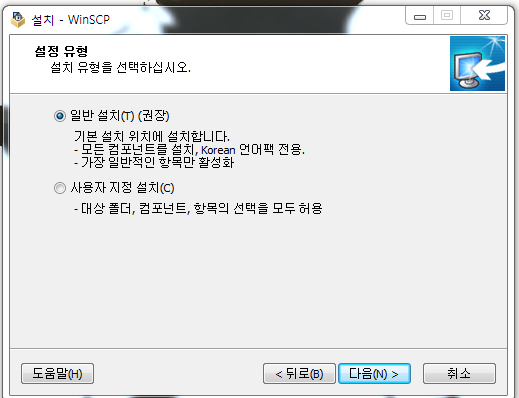 설치 - WinSCP
설정 유형
설치 유형을 선택하십시오.
일반 설치(T) (권장)
기본 설치 위치에 설치합니다.
- 모든 컴포넌트를 설치, Korean 언어팩 전용.
- 가장 일반적인 항목만 활성화
사용자 지정 설치(C)
- 대상 폴더, 컴포넌트, 항목의 선택을 모두 허용
도움말(H)
< 뒤로(B)
다음(N) >
취소